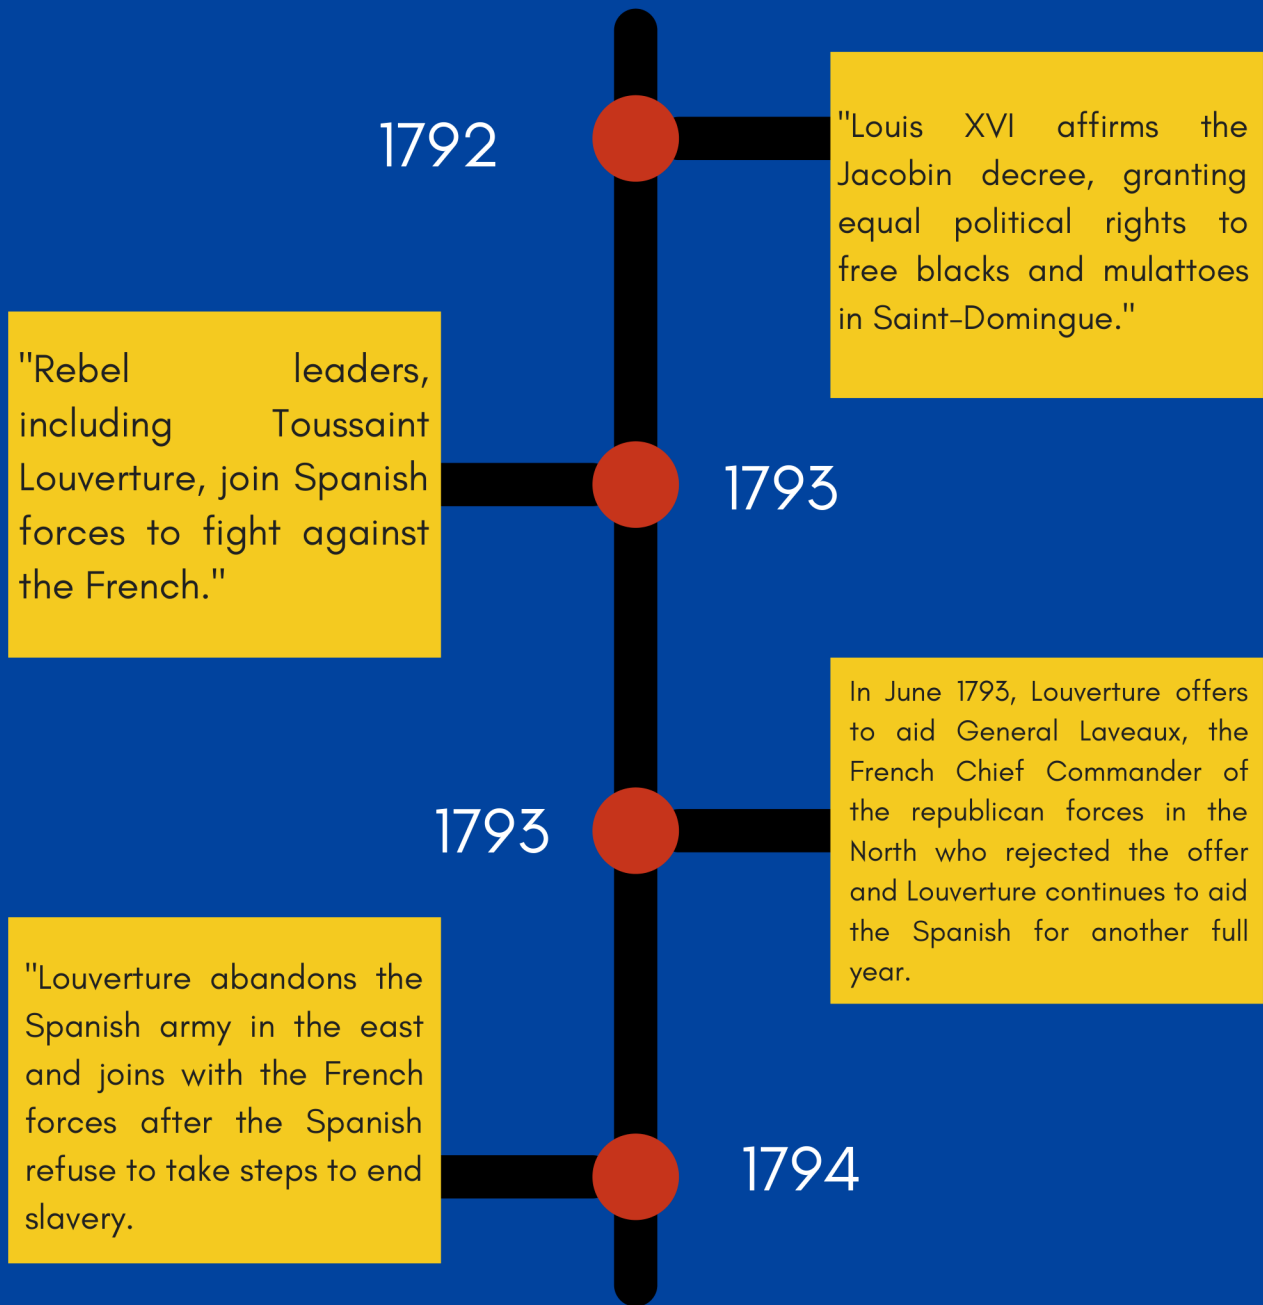 1792
"Louis XVI affirms the
Jacobin decree, granting
equal political rights to
free blacks and mulattoes
in Saint-Domingue."
"Rebel leaders,
including Toussaint
Louverture, join Spanish
forces to fight against
the French."
1793
1793
In June 1793, Louverture offers
to aid General Laveaux, the
French Chief Commander of
the republican forces in the
North who rejected the offer
and Louverture continues to aid
the Spanish for another full
year.
"Louverture abandons the
Spanish army in the east
and joins with the French
forces after the Spanish
refuse to take steps to end
slavery.
1794